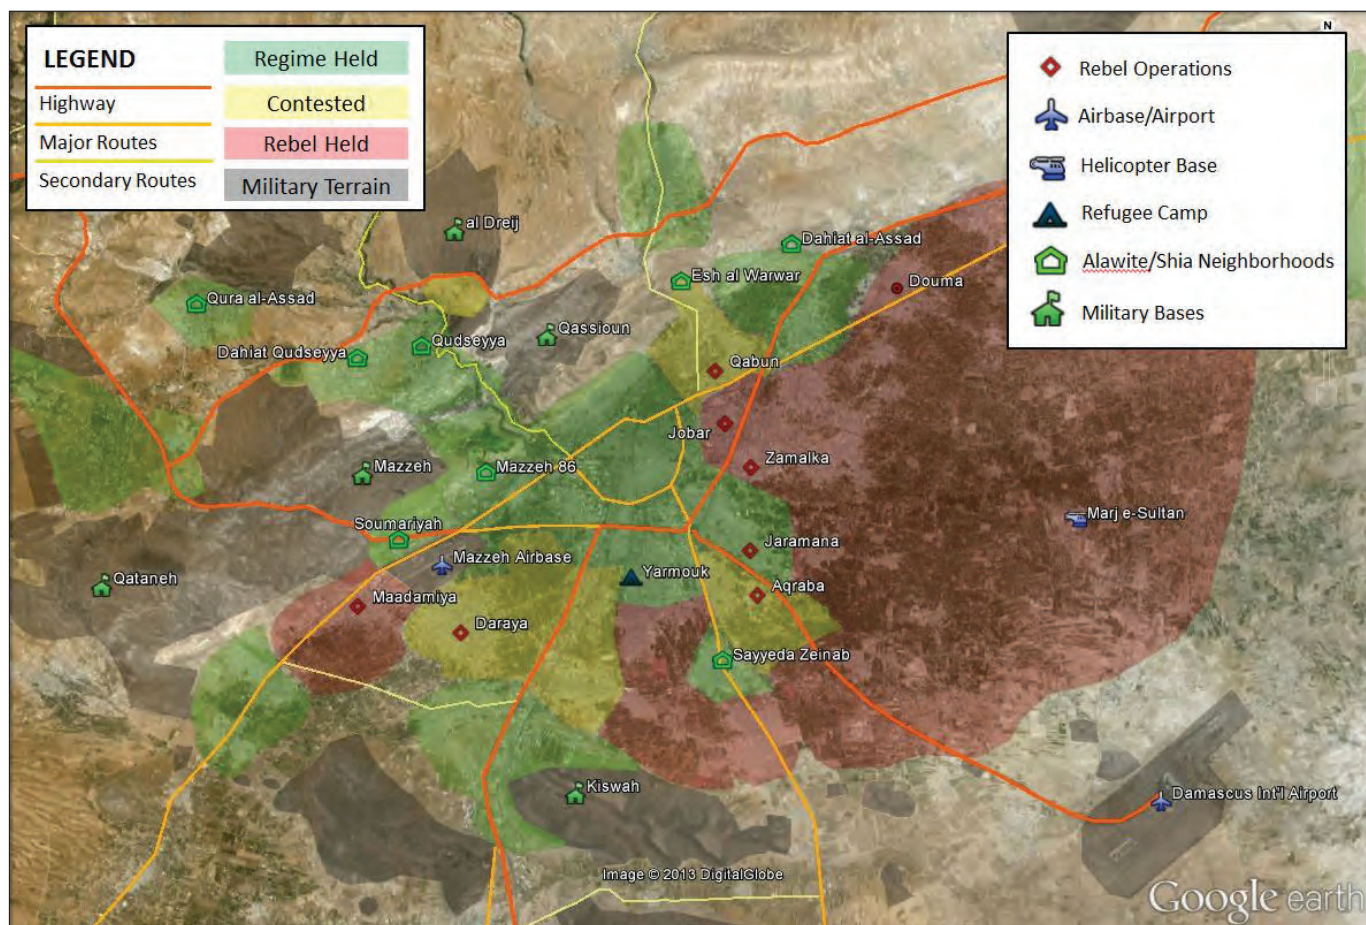 LEGEND
Highway
Major Routes
Secondary Routes
Regime Held
Contested
Rebel Held
Military Terrain
N
Rebel Operations
Airbase/Airport
Helicopter Base
Refugee Camp
Alawite/Shia Neighborhoods
Military Bases
al Dreij
Dahiat al-Assad
Esh al Warwar
Douma
Qura al-Assad
Qassioun
Qudseyya
Dahiat Qudseyya
Qabun
Jobar
Zamalka
Mazzeh
Mazzeh 86
Marj e-Sultan
Soumariyah
Jaramana
Mazzeh Airbase
Yarmouk
Qataneh
Aqraba
Maadamiya
Daraya
Sayyeda Zeinab
Kiswah
Damascus Int'l Airport
Image © 2013 DigitalGlobe
Google earth